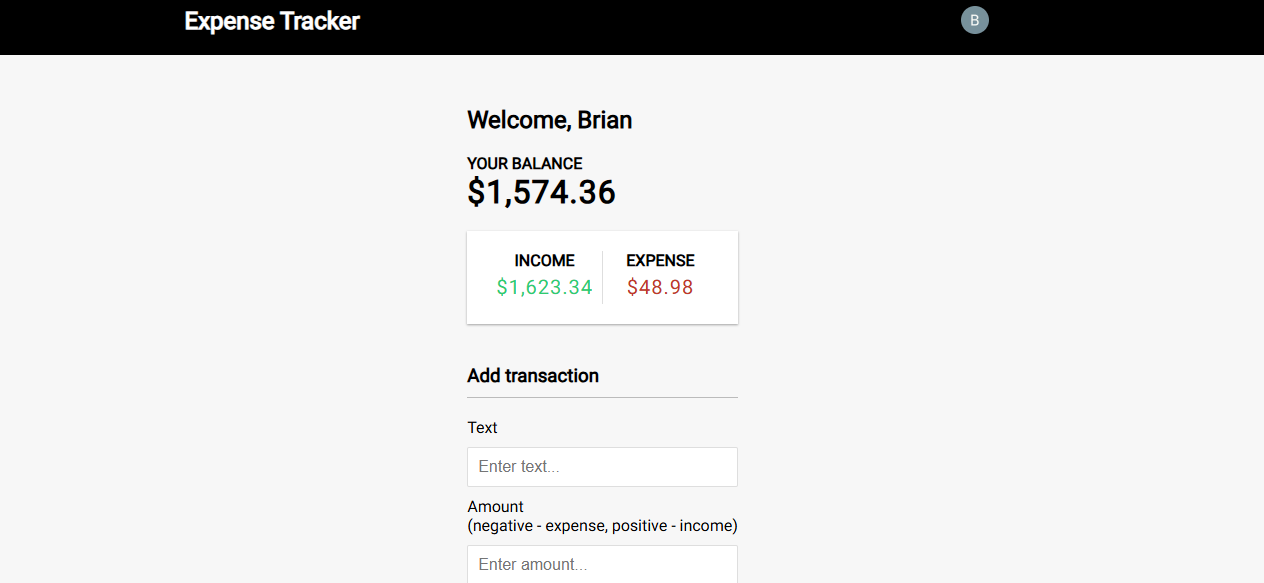 Expense Tracker
B
Welcome, Brian
YOUR BALANCE
$1,574.36
INCOME EXPENSE
$1,623.34 $48.98
Add transaction
Text
Enter text...
Amount
(negative - expense, positive - income)
Enter amount...